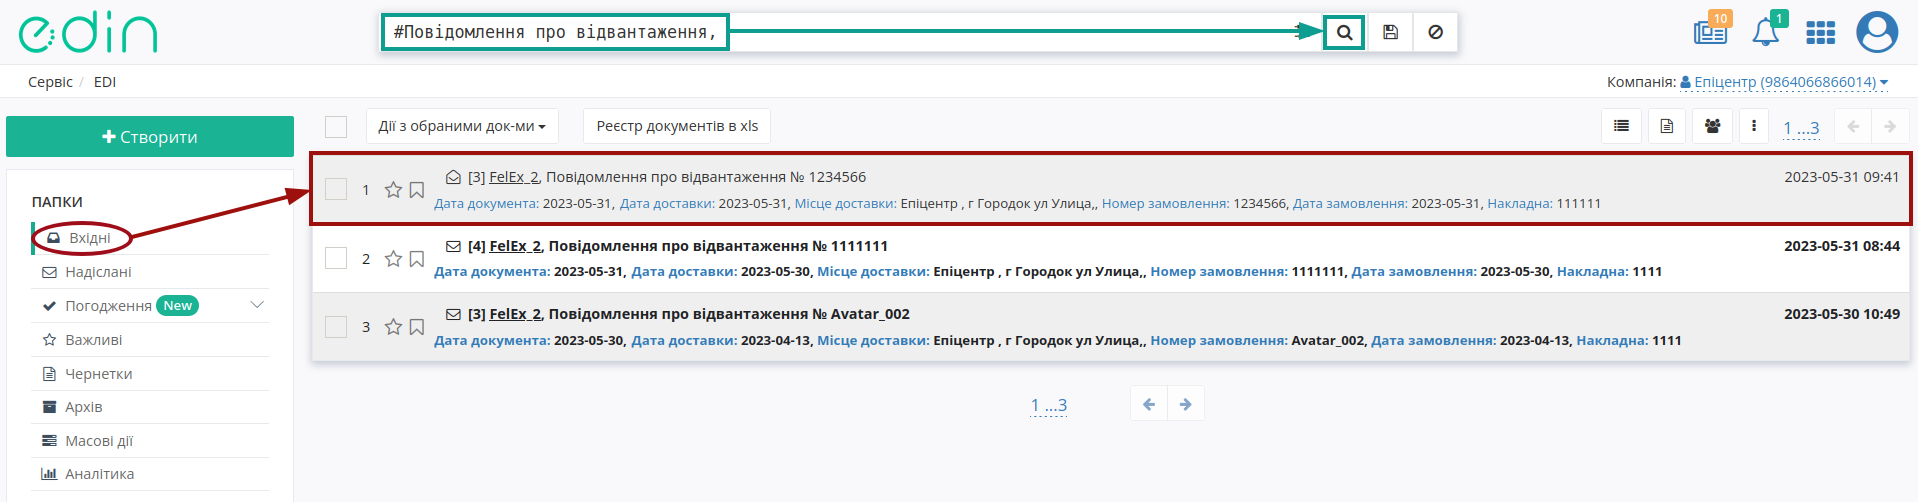 edin
#Повідомлення про відвантаження,
10
1
Сервіс / EDI
Компанія: Епіцентр (9864066866014)
Створити
Дії з обраними док-ми
Реєстр документів в xls
1 ...3
ПАПКИ
Вхідні
Надіслані
Погодження New
Важливі
Чернетки
Архів
Масові дії
Аналітика
1 [3] FelEx_2, Повідомлення про відвантаження № 1234566 2023-05-31 09:41
Дата документа: 2023-05-31, Дата доставки: 2023-05-31, Місце доставки: Епіцентр , г Городок ул Улица,, Номер замовлення: 1234566, Дата замовлення: 2023-05-31, Накладна: 111111
2 [4] FelEx_2, Повідомлення про відвантаження № 1111111 2023-05-31 08:44
Дата документа: 2023-05-31, Дата доставки: 2023-05-30, Місце доставки: Епіцентр , г Городок ул Улица,, Номер замовлення: 1111111, Дата замовлення: 2023-05-30, Накладна: 1111
3 [3] FelEx_2, Повідомлення про відвантаження № Avatar_002 2023-05-30 10:49
Дата документа: 2023-05-30, Дата доставки: 2023-04-13, Місце доставки: Епіцентр , г Городок ул Улица,, Номер замовлення: Avatar_002, Дата замовлення: 2023-04-13, Накладна: 1111
1 ...3